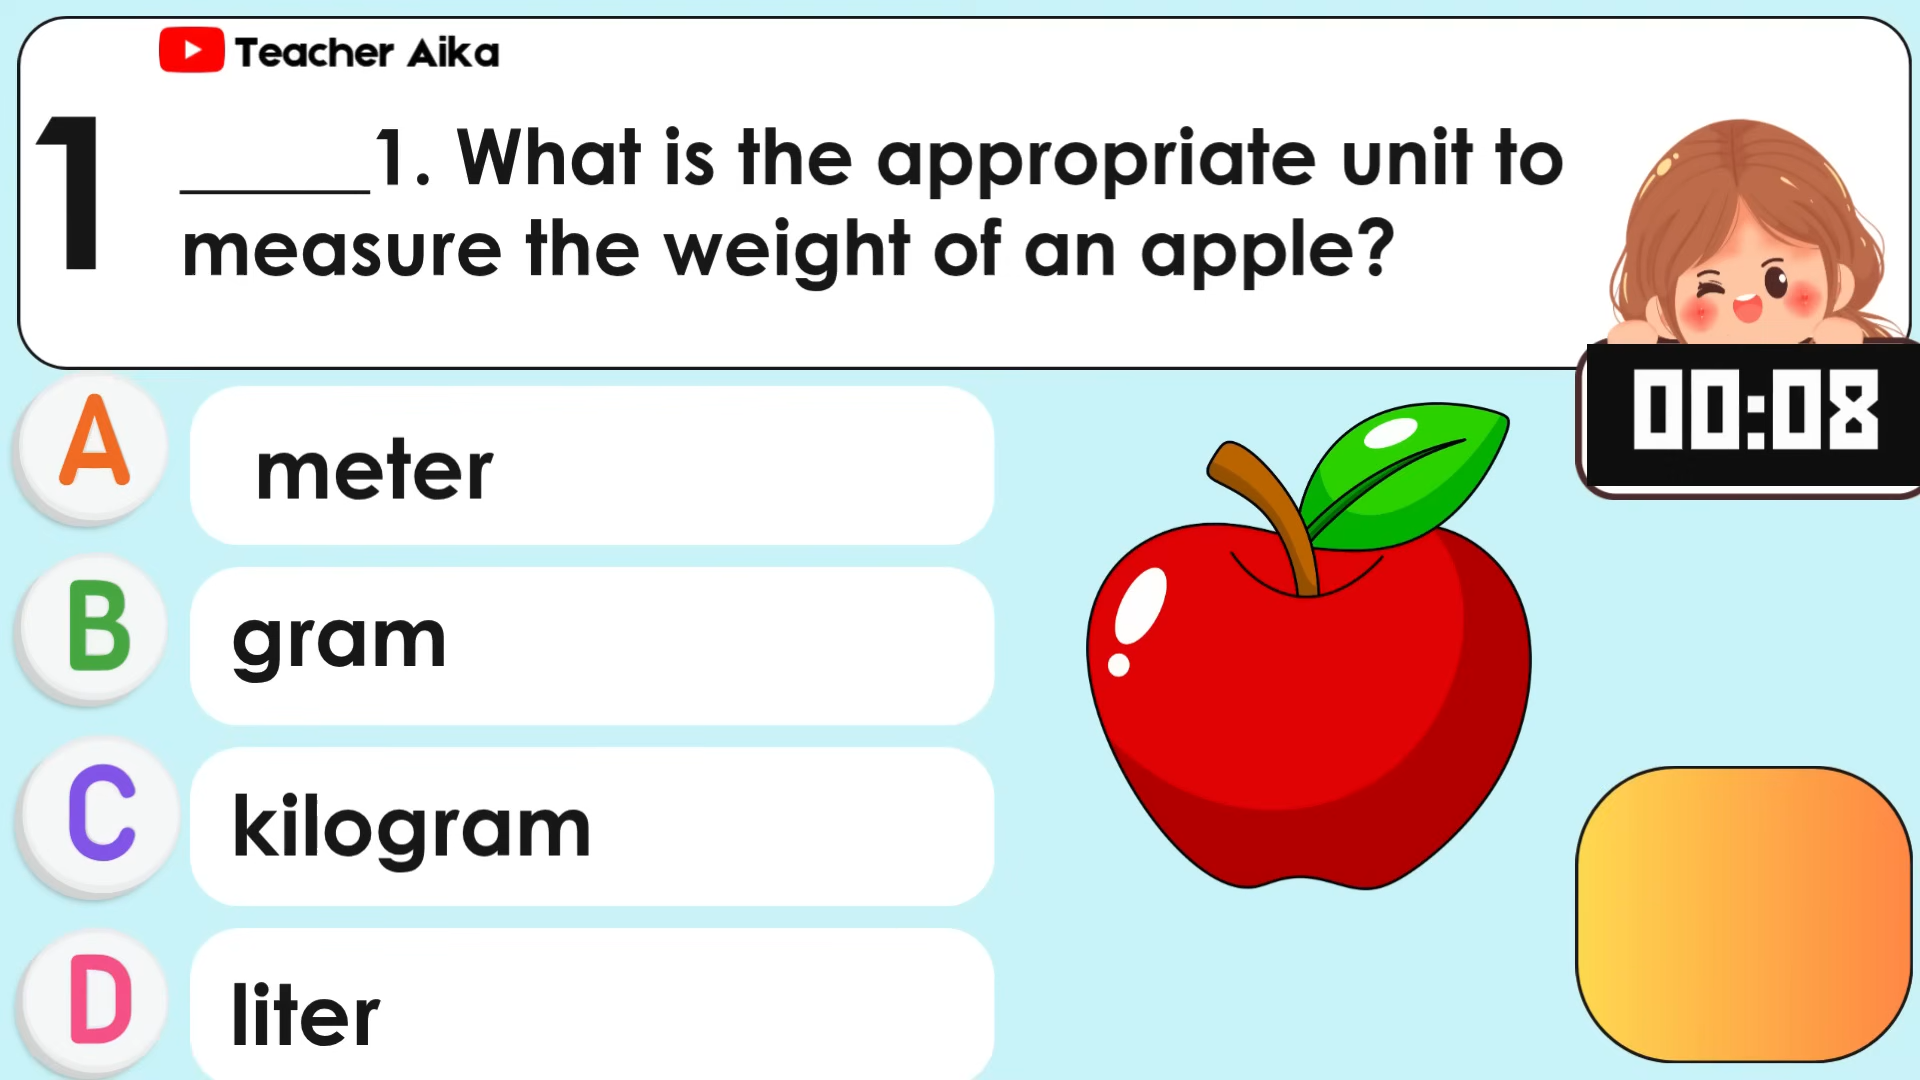 Teacher Aika
1
_____1. What is the appropriate unit to
measure the weight of an apple?
00:08
A
meter
B
gram
C
kilogram
D
liter